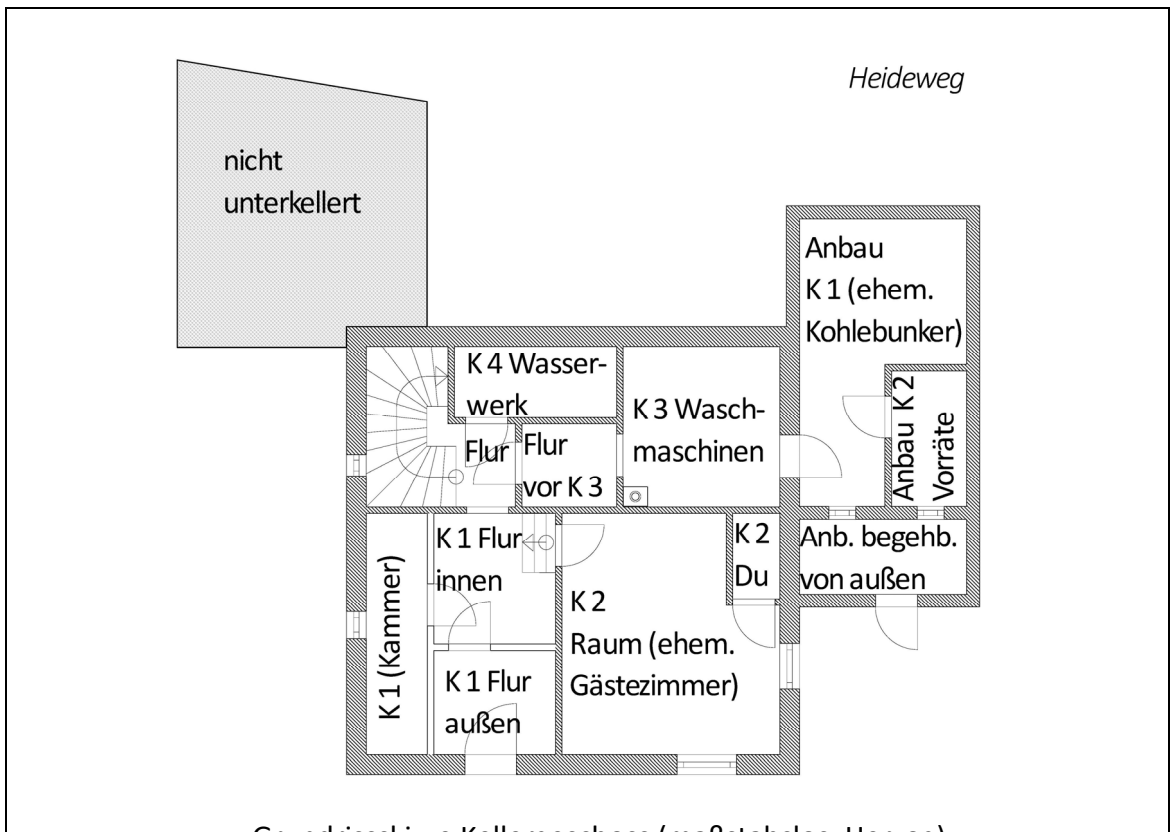 Heideweg
nicht
unterkellert
Anbau
K 1 (ehem.
Kohlebunker)
K 4 Wasser-
werk
K 3 Wasch-
maschinen
Flur
Flur
vor K 3
Anbau K 2
Vorräte
K 1 Flur
innen
K 2
Du
Anb. begehb.
von außen
K 1 (Kammer)
K 2
Raum (ehem.
Gästezimmer)
K 1 Flur
außen